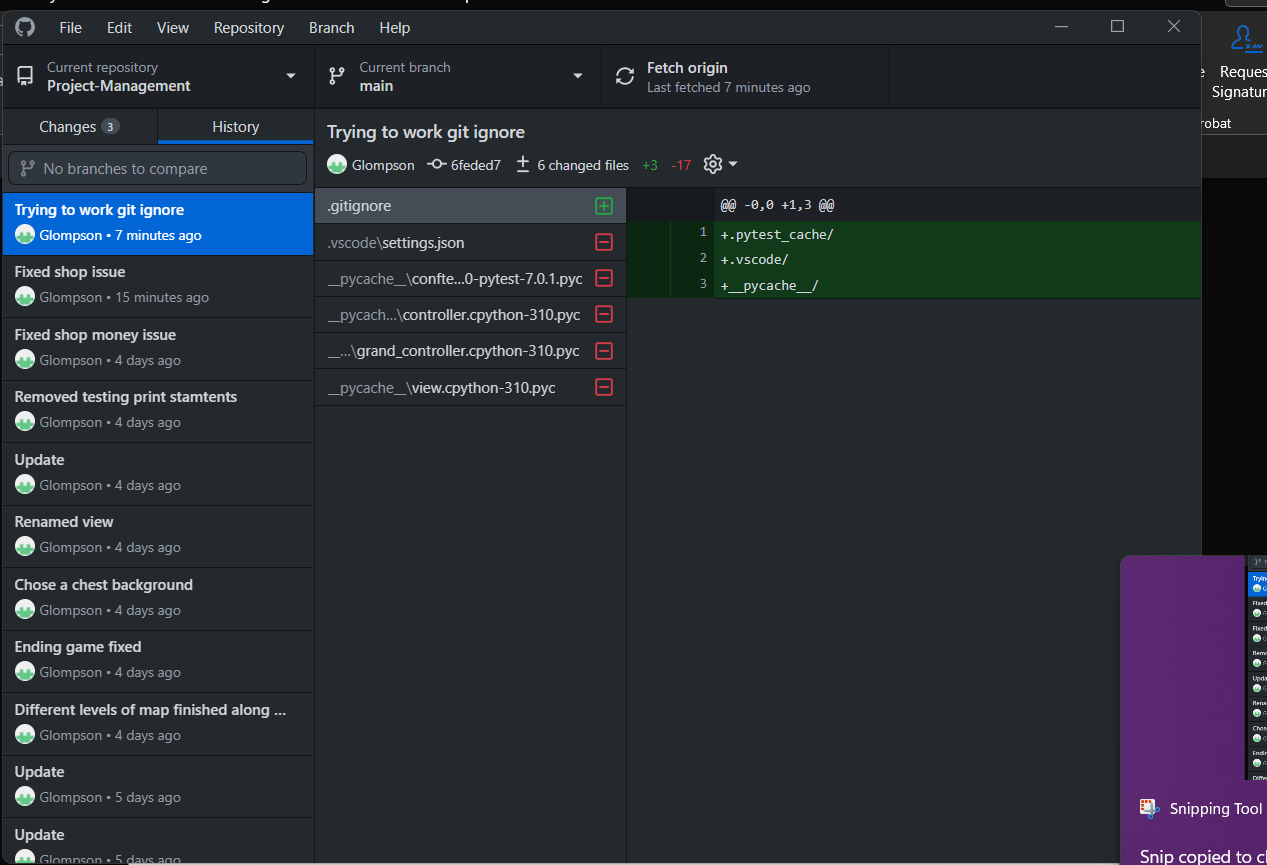 File Edit View Repository Branch Help
Current repository
Project-Management
Current branch
main
Fetch origin
Last fetched 7 minutes ago
Reques
Signatur
robat
Changes 3
History
No branches to compare
Trying to work git ignore
Glompson • 7 minutes ago
Fixed shop issue
Glompson • 15 minutes ago
Fixed shop money issue
Glompson • 4 days ago
Removed testing print stamtents
Glompson • 4 days ago
Update
Glompson • 4 days ago
Renamed view
Glompson • 4 days ago
Chose a chest background
Glompson • 4 days ago
Ending game fixed
Glompson • 4 days ago
Different levels of map finished along ...
Glompson • 4 days ago
Update
Glompson • 5 days ago
Update
Glompson • 5 days ago
Trying to work git ignore
Glompson 6feded7 6 changed files +3 -17
.gitignore
.vscode\settings.json
__pycache__\confte...0-pytest-7.0.1.pyc
__pycach...\controller.cpython-310.pyc
__...\grand_controller.cpython-310.pyc
__pycache__\view.cpython-310.pyc
@@ -0,0 +1,3 @@
1 +.pytest_cache/
2 +.vscode/
3 +__pycache__/
Snipping Tool
Snip copied to cl